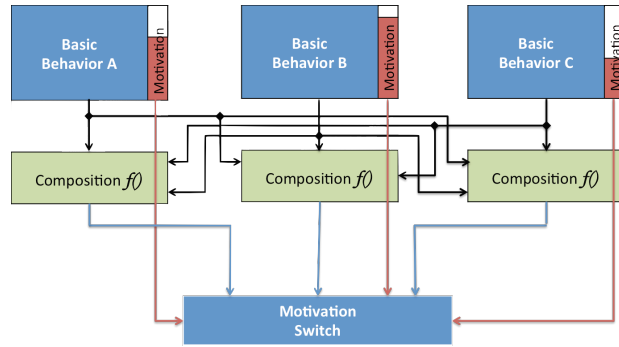 Basic
Behavior A
Motivation
Basic
Behavior B
Motivation
Basic
Behavior C
Motivation
Composition f()
Composition f()
Composition f()
Motivation
Switch